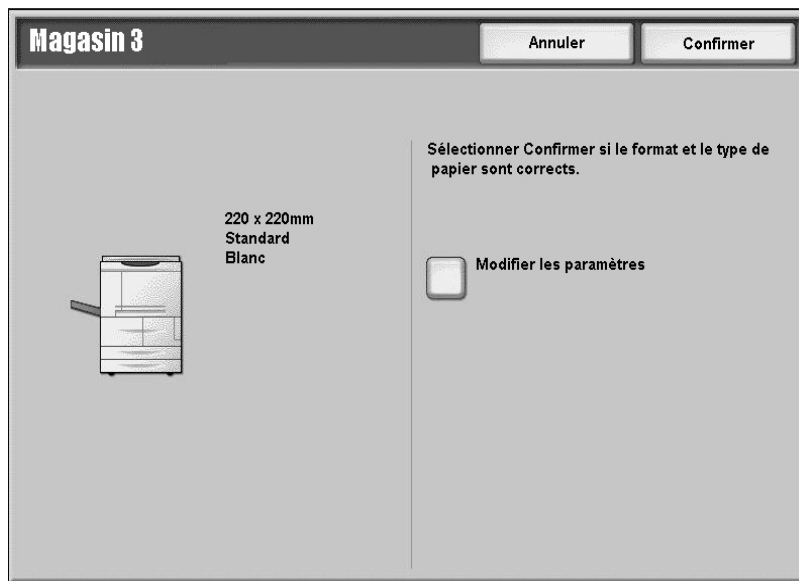 Magasin 3
Annuler
Confirmer
220 x 220mm
Standard
Blanc
Sélectionner Confirmer si le format et le type de
papier sont corrects.
Modifier les paramètres